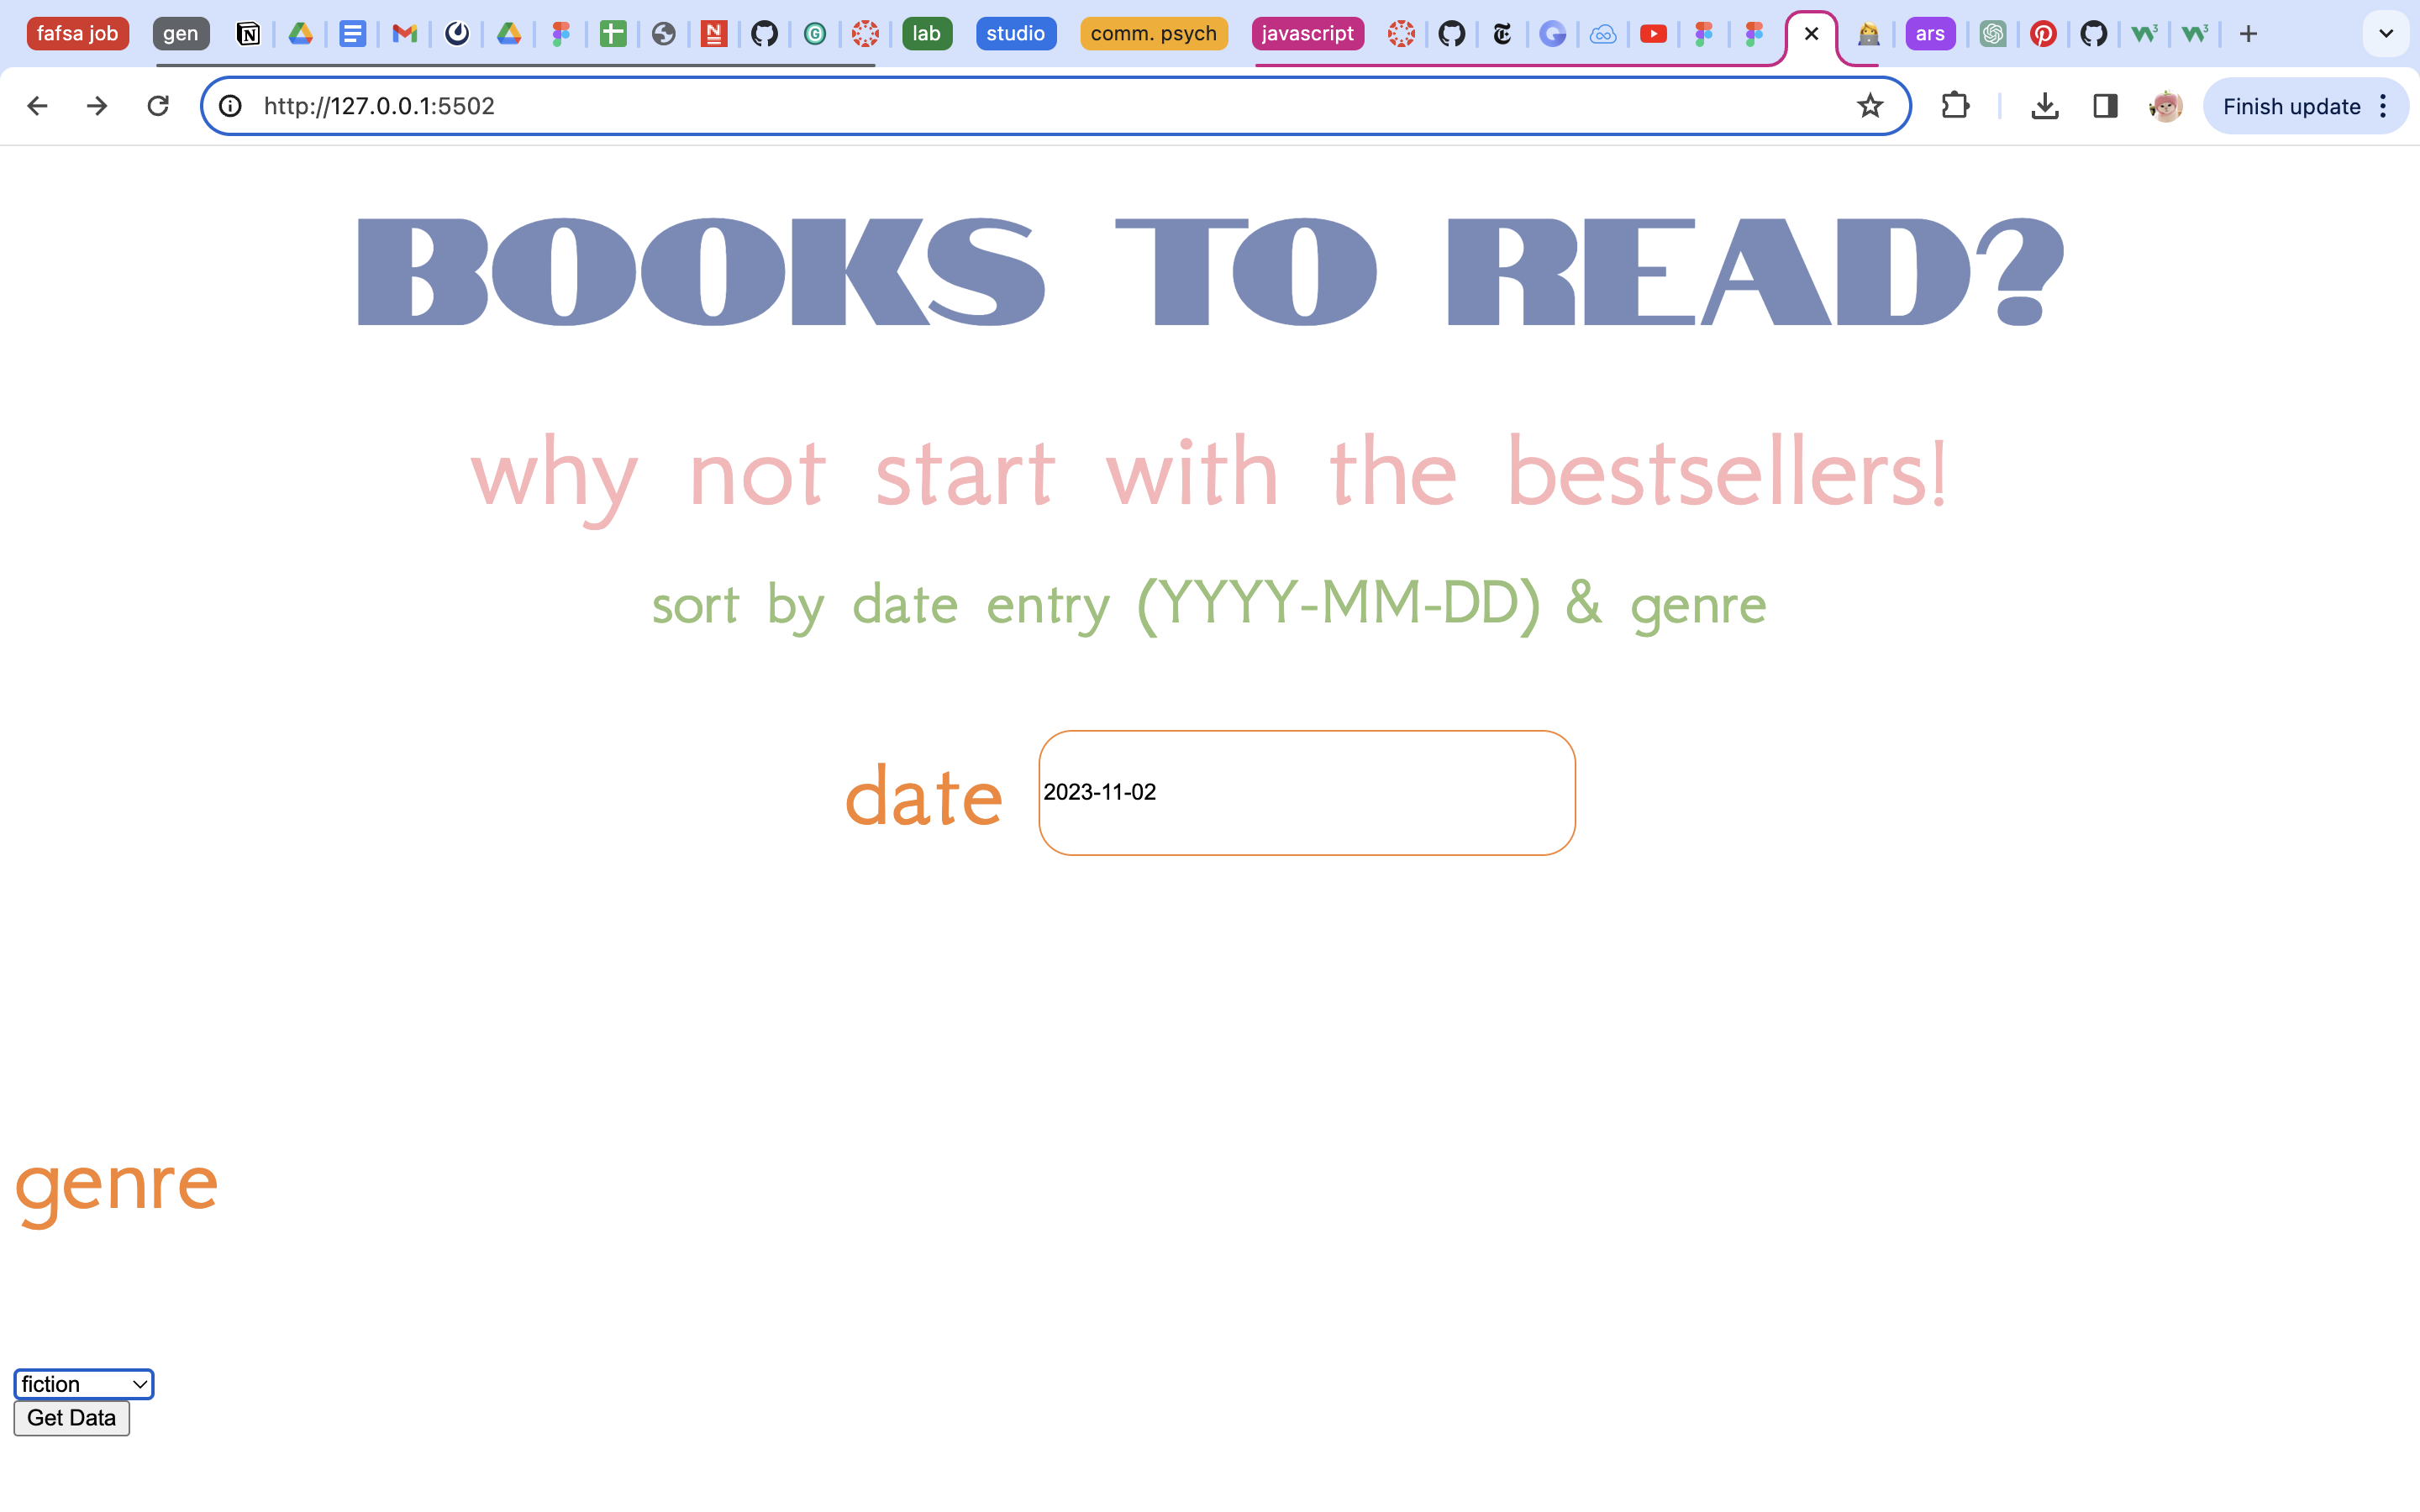 fafsa job gen lab studio comm. psych javascript ars
http://127.0.0.1:5502
Finish update
BOOKS TO READ?
why not start with the bestsellers!
sort by date entry (YYYY-MM-DD) & genre
date 2023-11-02
genre
fiction
Get Data